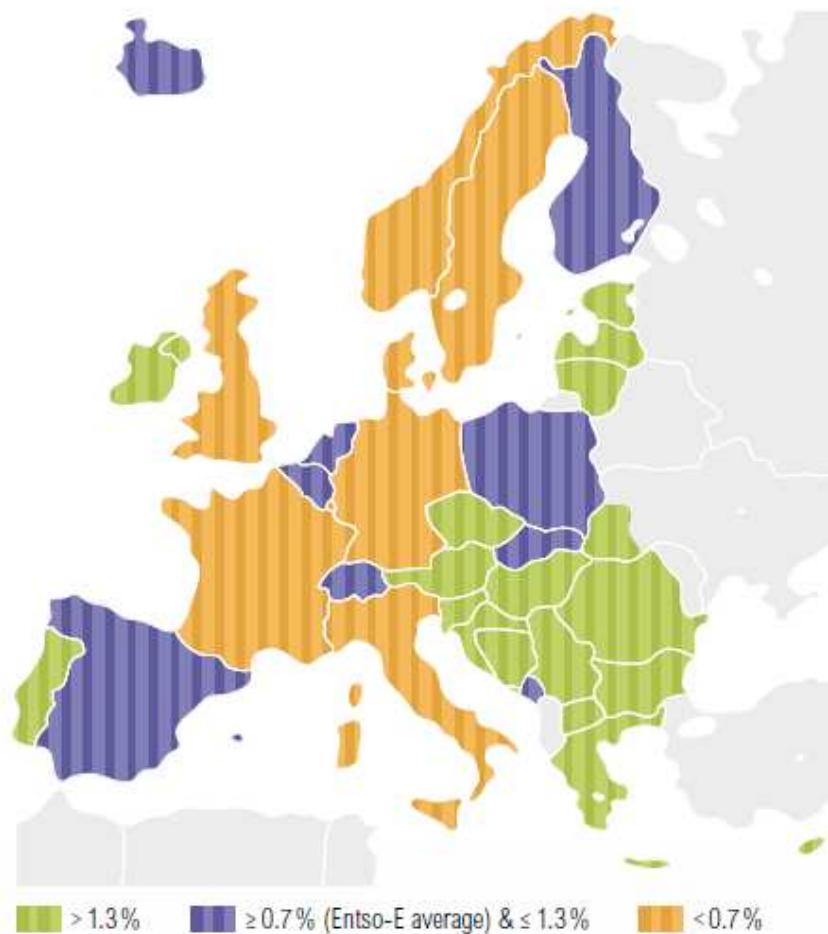 > 1.3 % ≥ 0.7 % (Entso-E average) & ≤ 1.3 % < 0.7 %